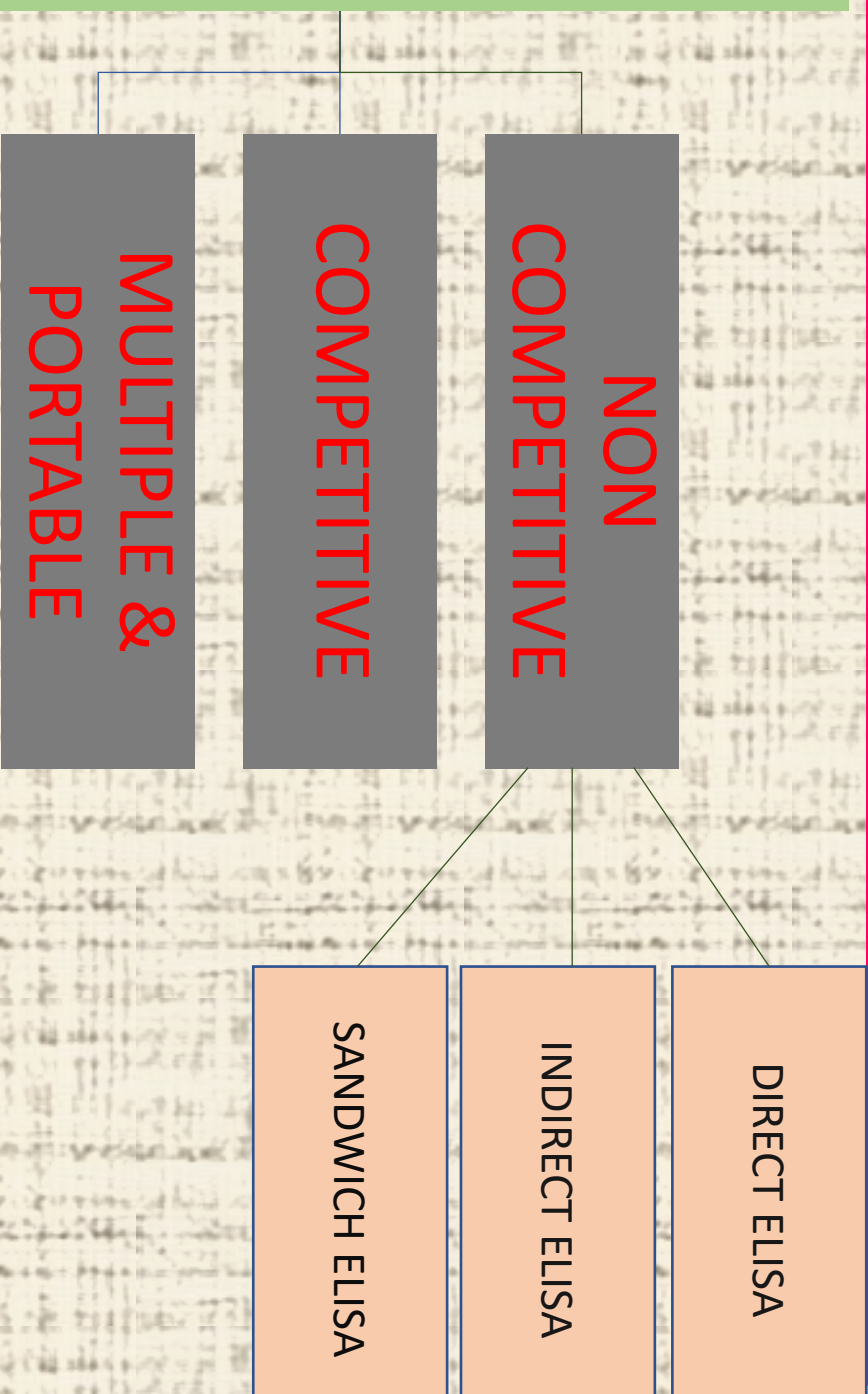 NON
COMPETITIVE
COMPETITIVE
MULTIPLE &
PORTABLE
DIRECT ELISA
INDIRECT ELISA
SANDWICH ELISA